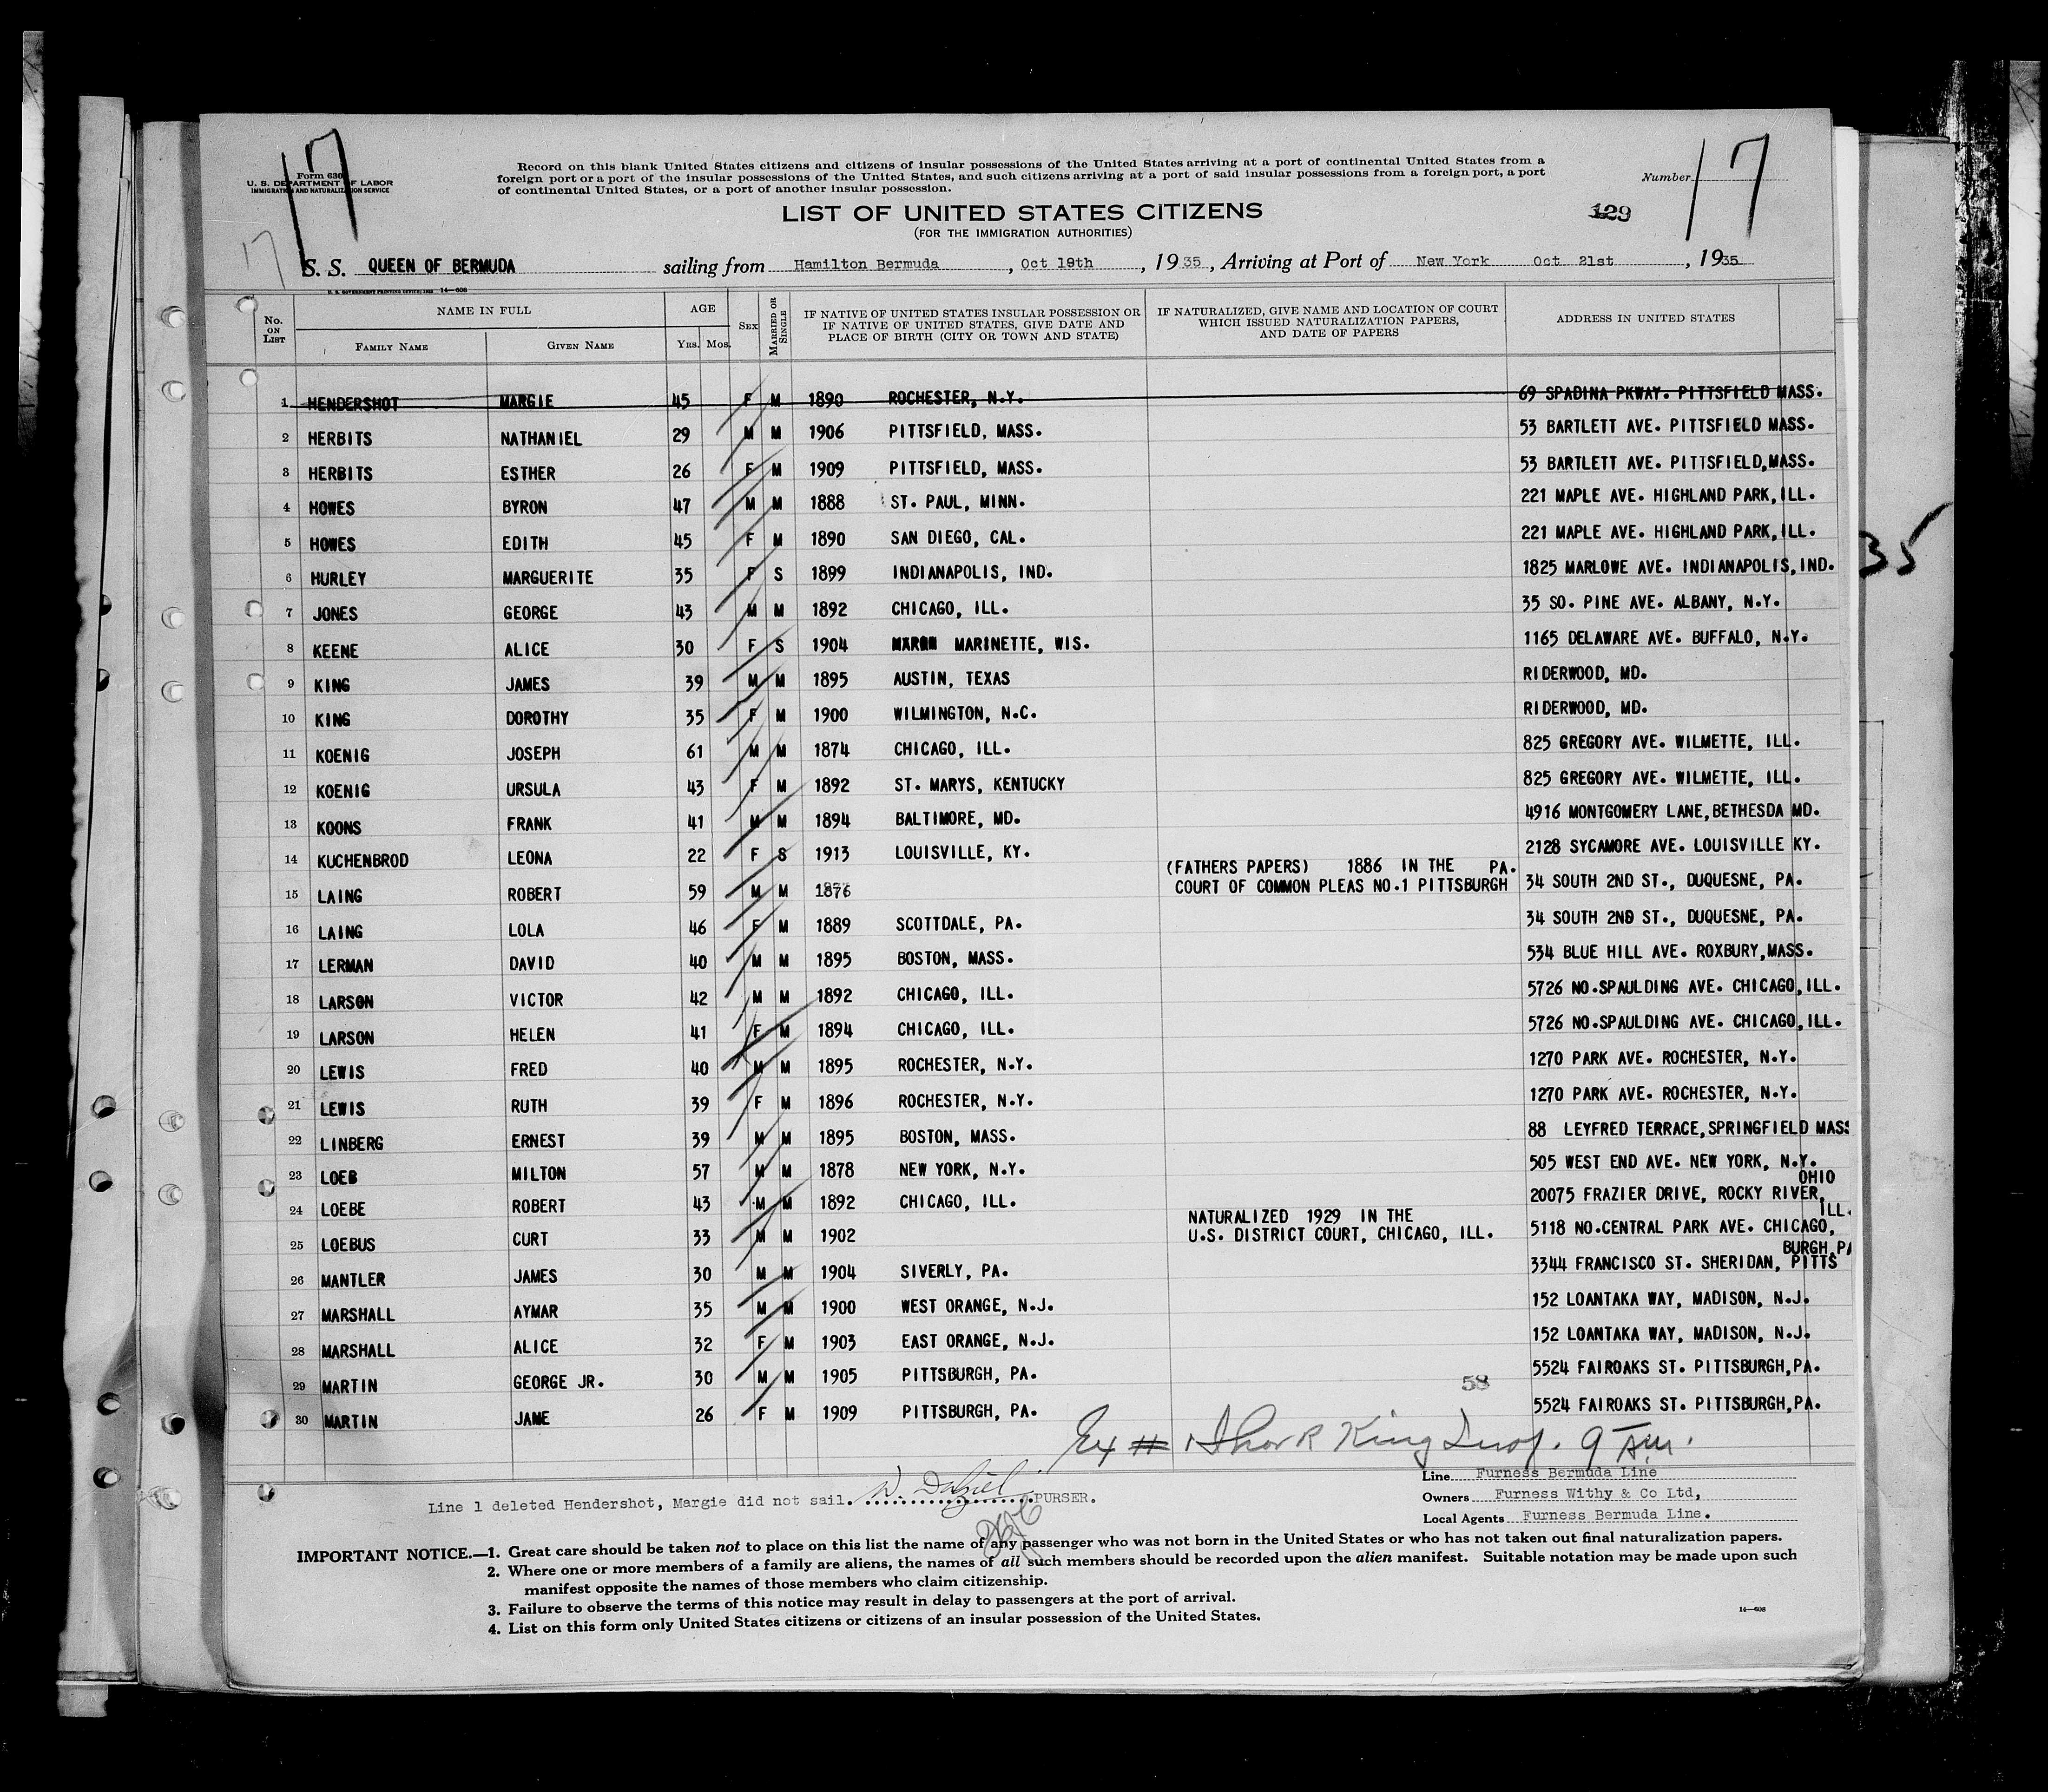 17
17
Form 630
U. S. DEPARTMENT OF LABOR
IMMIGRATION AND NATURALIZATION SERVICE
Record on this blank United States citizens and citizens of insular possessions of the United States arriving at a port of continental United States from a
foreign port or a port of the insular possessions of the United States, and such citizens arriving at a port of said insular possessions from a foreign port, a port
of continental United States, or a port of another insular possession.
Number 17
LIST OF UNITED STATES CITIZENS
129
(FOR THE IMMIGRATION AUTHORITIES)
S. S. QUEEN OF BERMUDA sailing from Hamilton Bermuda, Oct 19th, 1935, Arriving at Port of New York Oct 21st, 1935
U. S. GOVERNMENT PRINTING OFFICE: 14—608
No. ON LIST
NAME IN FULL
FAMILY NAME
GIVEN NAME
AGE
YRS. MOS.
SEX
MARRIED OR SINGLE
IF NATIVE OF UNITED STATES INSULAR POSSESSION OR
IF NATIVE OF UNITED STATES, GIVE DATE AND
PLACE OF BIRTH (CITY OR TOWN AND STATE)
IF NATURALIZED, GIVE NAME AND LOCATION OF COURT
WHICH ISSUED NATURALIZATION PAPERS,
AND DATE OF PAPERS
ADDRESS IN UNITED STATES
1 HENDERSHOT MARGIE 45 F M 1890 ROCHESTER, N.Y. 69 SPADINA PKWAY. PITTSFIELD MASS.
2 HERBITS NATHANIEL 29 M M 1906 PITTSFIELD, MASS. 53 BARTLETT AVE. PITTSFIELD MASS.
3 HERBITS ESTHER 26 F M 1909 PITTSFIELD, MASS. 53 BARTLETT AVE. PITTSFIELD, MASS.
4 HOWES BYRON 47 M M 1888 ST. PAUL, MINN. 221 MAPLE AVE. HIGHLAND PARK, ILL.
5 HOWES EDITH 45 F M 1890 SAN DIEGO, CAL. 221 MAPLE AVE. HIGHLAND PARK, ILL.
6 HURLEY MARGUERITE 35 F S 1899 INDIANAPOLIS, IND. 1825 MARLOWE AVE. INDIANAPOLIS, IND.
7 JONES GEORGE 43 M M 1892 CHICAGO, ILL. 35 SO. PINE AVE. ALBANY, N.Y.
8 KEENE ALICE 30 F S 1904 MARINETTE, WIS. 1165 DELAWARE AVE. BUFFALO, N.Y.
9 KING JAMES 39 M M 1895 AUSTIN, TEXAS RIDERWOOD, MD.
10 KING DOROTHY 35 F M 1900 WILMINGTON, N.C. RIDERWOOD, MD.
11 KOENIG JOSEPH 61 M M 1874 CHICAGO, ILL. 825 GREGORY AVE. WILMETTE, ILL.
12 KOENIG URSULA 43 F M 1892 ST. MARYS, KENTUCKY 825 GREGORY AVE. WILMETTE, ILL.
13 KOONS FRANK 41 M M 1894 BALTIMORE, MD. 4916 MONTGOMERY LANE, BETHESDA MD.
14 KUCHENBROD LEONA 22 F S 1913 LOUISVILLE, KY. 2128 SYCAMORE AVE. LOUISVILLE KY.
(FATHERS PAPERS) 1886 IN THE PA.
15 LAING ROBERT 59 M M 1876 COURT OF COMMON PLEAS NO.1 PITTSBURGH 34 SOUTH 2ND ST., DUQUESNE, PA.
16 LAING LOLA 46 F M 1889 SCOTTDALE, PA. 34 SOUTH 2ND ST., DUQUESNE, PA.
17 LERMAN DAVID 40 M M 1895 BOSTON, MASS. 534 BLUE HILL AVE. ROXBURY, MASS.
18 LARSON VICTOR 42 M M 1892 CHICAGO, ILL. 5726 NO. SPAULDING AVE. CHICAGO, ILL.
19 LARSON HELEN 41 F M 1894 CHICAGO, ILL. 5726 NO. SPAULDING AVE. CHICAGO, ILL.
20 LEWIS FRED 40 M M 1895 ROCHESTER, N.Y. 1270 PARK AVE. ROCHESTER, N.Y.
21 LEWIS RUTH 39 F M 1896 ROCHESTER, N.Y. 1270 PARK AVE. ROCHESTER, N.Y.
22 LINBERG ERNEST 39 M M 1895 BOSTON, MASS. 88 LEYFRED TERRACE, SPRINGFIELD MASS
23 LOEB MILTON 57 M M 1878 NEW YORK, N.Y. 505 WEST END AVE. NEW YORK, N.Y.
OHIO
24 LOEBE ROBERT 43 M M 1892 CHICAGO, ILL. 20075 FRAZIER DRIVE, ROCKY RIVER,
NATURALIZED 1929 IN THE ILL.
25 LOEBUS CURT 33 M M 1902 U.S. DISTRICT COURT, CHICAGO, ILL. 5118 NO. CENTRAL PARK AVE. CHICAGO,
BURGH, PA
26 MANTLER JAMES 30 M M 1904 SIVERLY, PA. 3344 FRANCISCO ST. SHERIDAN, PITTS
27 MARSHALL AYMAR 35 M M 1900 WEST ORANGE, N.J. 152 LOANTAKA WAY, MADISON, N.J.
28 MARSHALL ALICE 32 F M 1903 EAST ORANGE, N.J. 152 LOANTAKA WAY, MADISON, N.J.
29 MARTIN GEORGE JR. 30 M M 1905 PITTSBURGH, PA. 5524 FAIROAKS ST. PITTSBURGH, PA.
58
30 MARTIN JANE 26 F M 1909 PITTSBURGH, PA. 5524 FAIROAKS ST. PITTSBURGH, PA.
King Insp.
Line 1 deleted Hendershot, Margie did not sail. W. Dalziel PURSER.
Line Furness Bermuda Line
Owners Furness Withy & Co Ltd,
Local Agents Furness Bermuda Line.
IMPORTANT NOTICE.—1. Great care should be taken not to place on this list the name of any passenger who was not born in the United States or who has not taken out final naturalization papers.
2. Where one or more members of a family are aliens, the names of all such members should be recorded upon the alien manifest. Suitable notation may be made upon such
manifest opposite the names of those members who claim citizenship.
3. Failure to observe the terms of this notice may result in delay to passengers at the port of arrival.
4. List on this form only United States citizens or citizens of an insular possession of the United States.
14—608
35